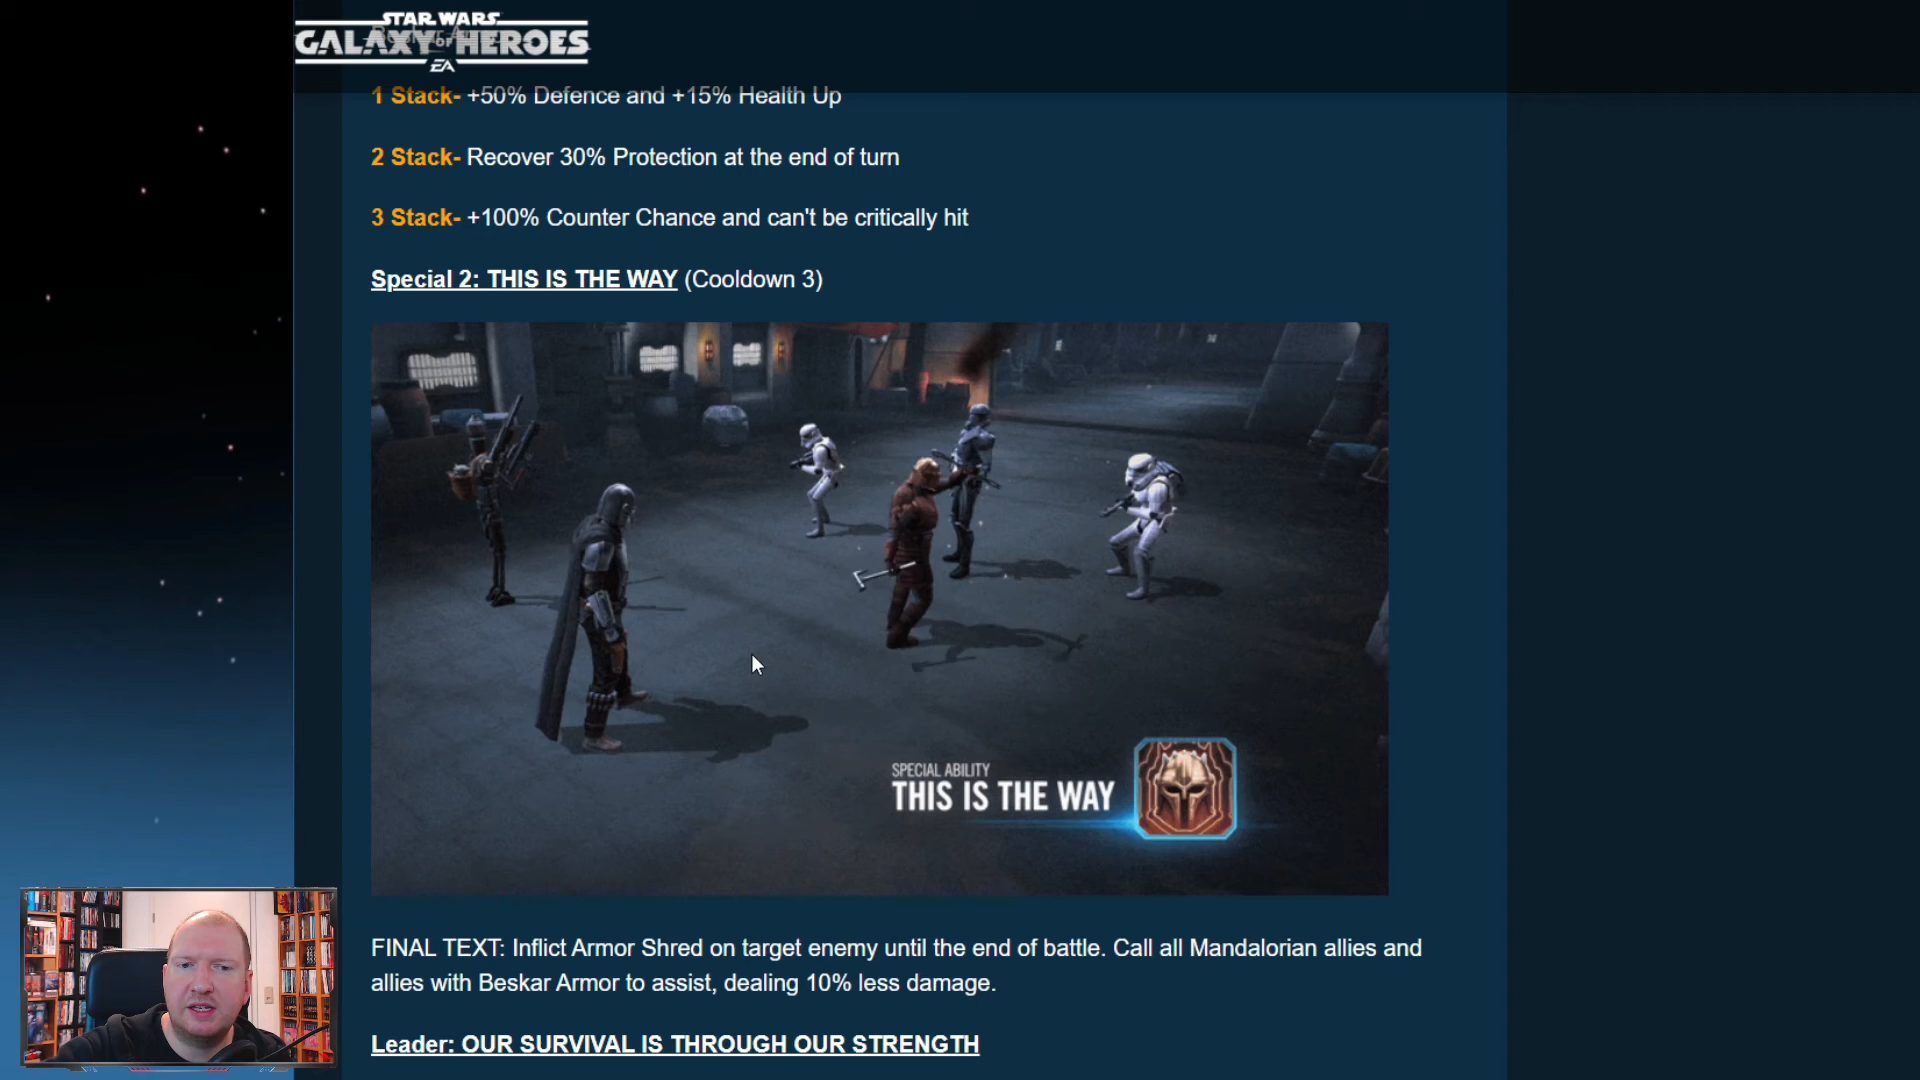 STAR WARS
GALAXY OF HEROES
EA
1 Stack- +50% Defence and +15% Health Up
2 Stack- Recover 30% Protection at the end of turn
3 Stack- +100% Counter Chance and can't be critically hit
Special 2: THIS IS THE WAY (Cooldown 3)
SPECIAL ABILITY
THIS IS THE WAY
FINAL TEXT: Inflict Armor Shred on target enemy until the end of battle. Call all Mandalorian allies and
allies with Beskar Armor to assist, dealing 10% less damage.
Leader: OUR SURVIVAL IS THROUGH OUR STRENGTH